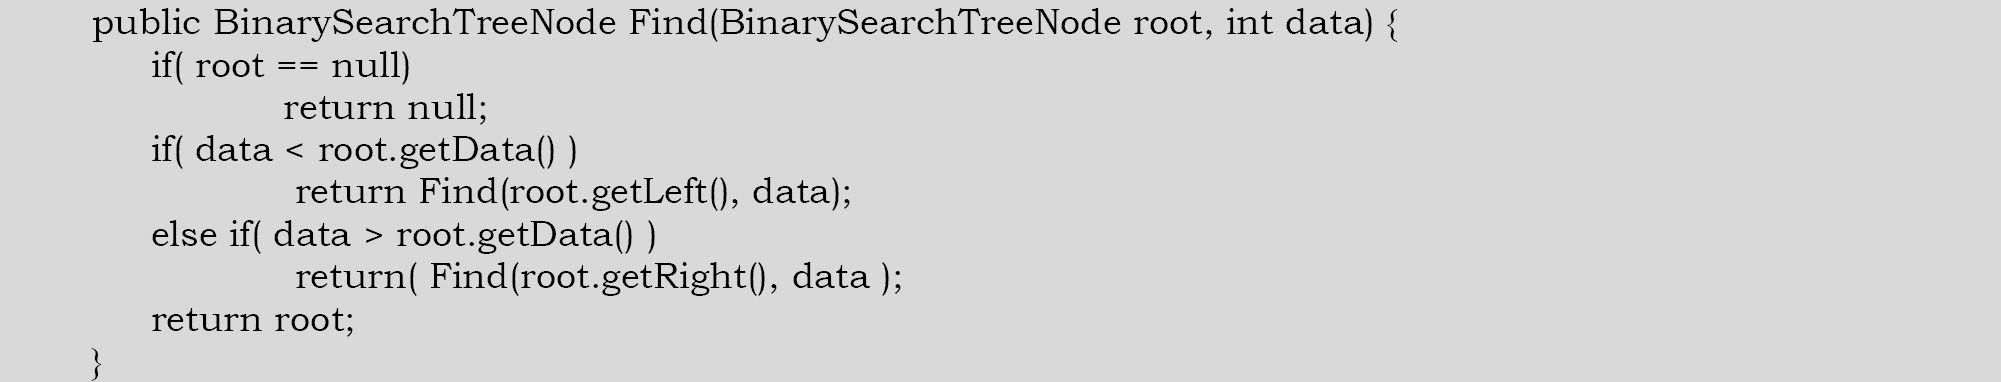 public BinarySearchTreeNode Find(BinarySearchTreeNode root, int data) {
if( root == null)
return null;
if( data < root.getData() )
return Find(root.getLeft(), data);
else if( data > root.getData() )
return( Find(root.getRight(), data );
return root;
}